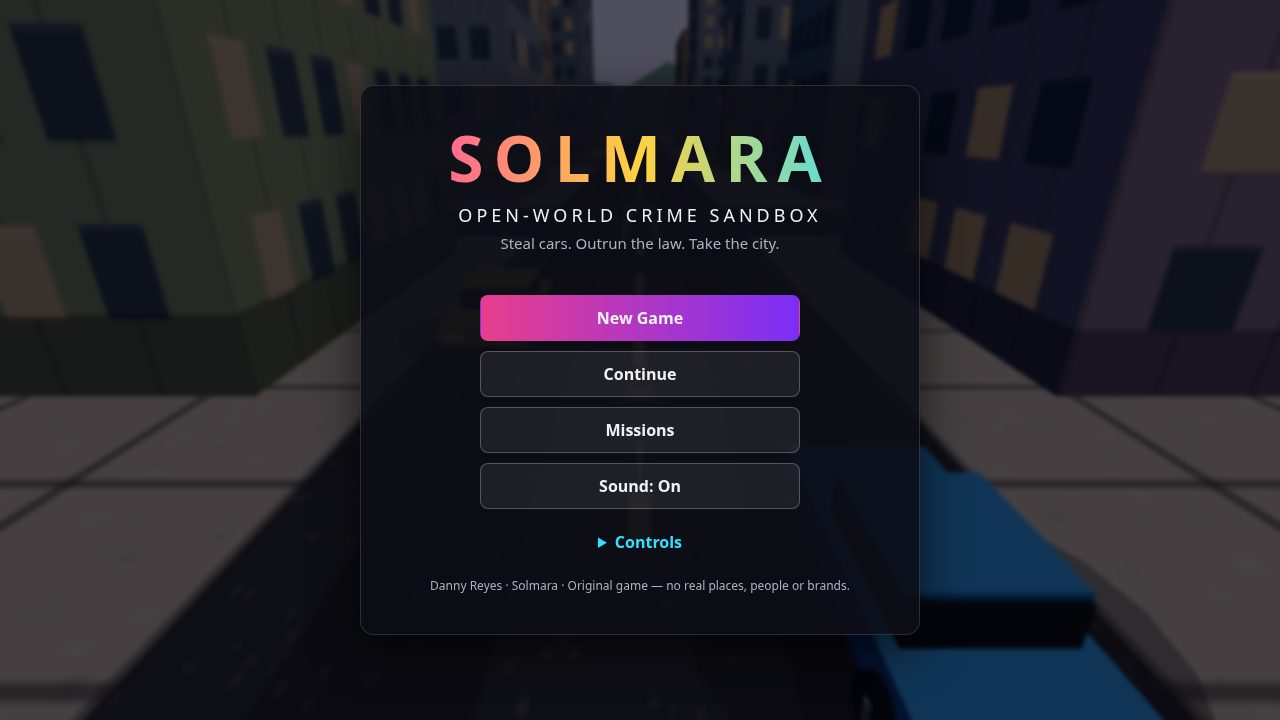 SOLMARA
OPEN-WORLD CRIME SANDBOX
Steal cars. Outrun the law. Take the city.
New Game
Continue
Missions
Sound: On
Controls
Danny Reyes · Solmara · Original game — no real places, people or brands.